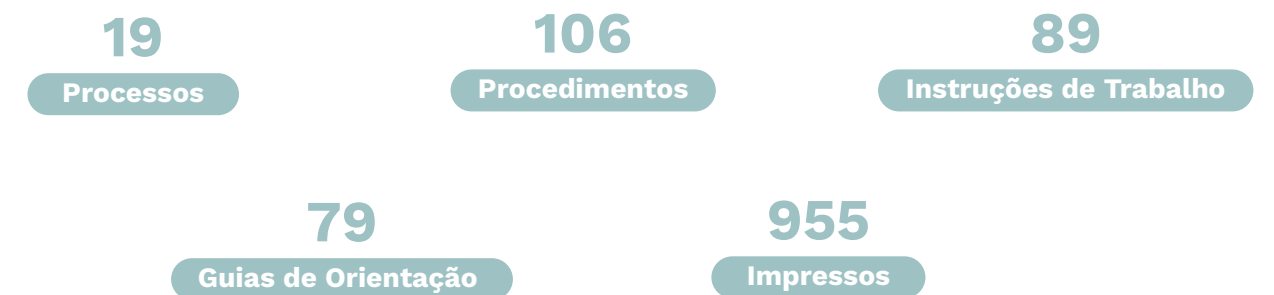 19
Processos
106
Procedimentos
89
Instruções de Trabalho
79
Guias de Orientação
955
Impressos